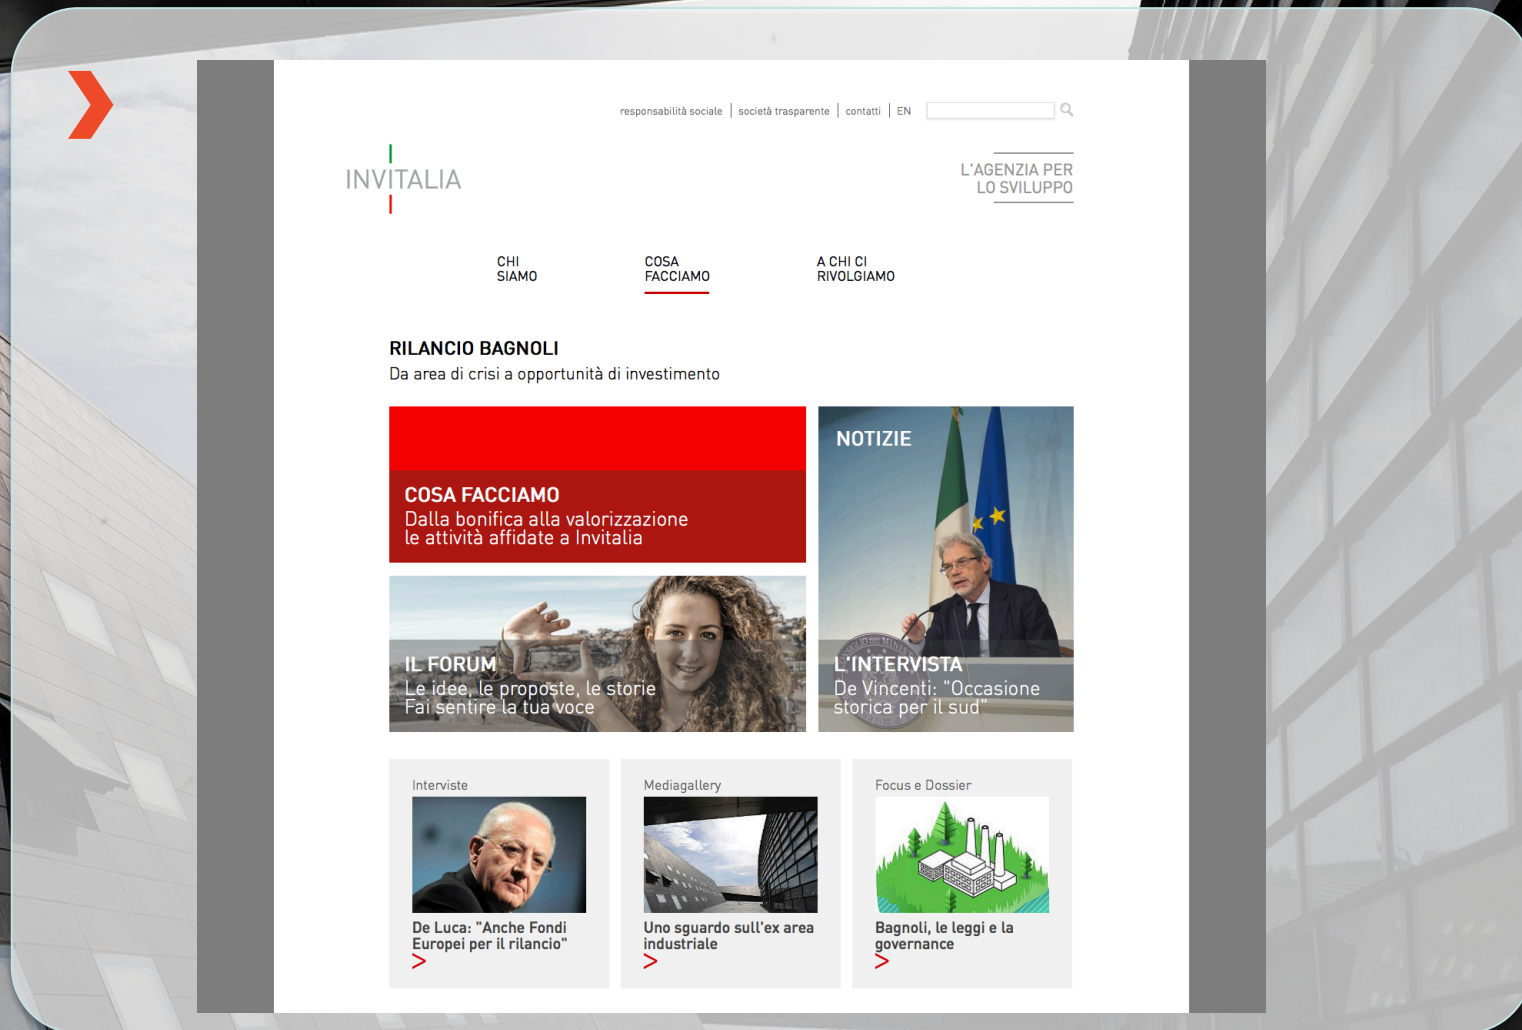 responsabilità sociale
società trasparente
contatti
EN
INVITALIA
L'AGENZIA PER
LO SVILUPPO
CHI
SIAMO
COSA
FACCIAMO
A CHI CI
RIVOLGIAMO
RILANCIO BAGNOLI
Da area di crisi a opportunità di investimento
COSA FACCIAMO
Dalla bonifica alla valorizzazione
le attività affidate a Invitalia
NOTIZIE
IL FORUM
Le idee, le proposte, le storie
Fai sentire la tua voce
L'INTERVISTA
De Vincenti: "Occasione
storica per il sud"
Interviste
De Luca: "Anche Fondi
Europei per il rilancio"
Mediagallery
Uno sguardo sull'ex area
industriale
Focus e Dossier
Bagnoli, le leggi e la
governance